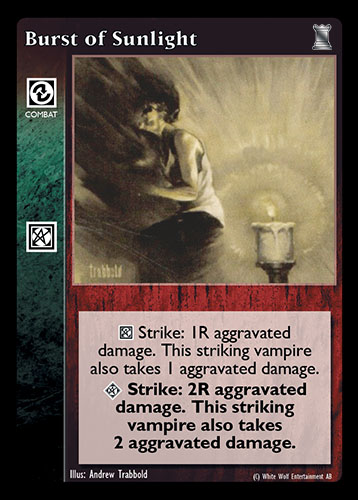 Burst of Sunlight
COMBAT
Trabbold
Strike: 1R aggravated
damage. This striking vampire
also takes 1 aggravated damage.
Strike: 2R aggravated
damage. This striking
vampire also takes
2 aggravated damage.
Illus: Andrew Trabbold
(C) White Wolf Entertainment AB